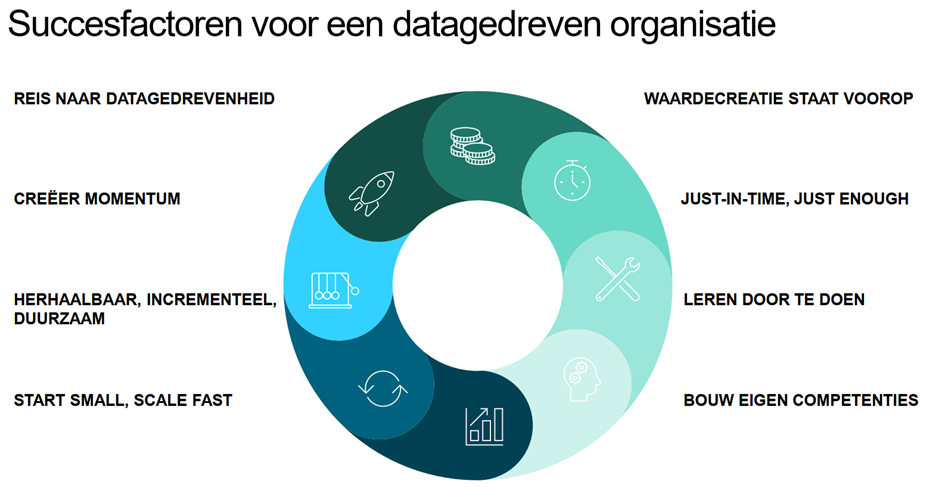 Succesfactoren voor een datagedreven organisatie
REIS NAAR DATAGEDREVENHEID
WAARDECREATIE STAAT VOOROP
CREËER MOMENTUM
JUST-IN-TIME, JUST ENOUGH
HERHAALBAAR, INCREMENTEEL,
DUURZAAM
LEREN DOOR TE DOEN
START SMALL, SCALE FAST
BOUW EIGEN COMPETENTIES